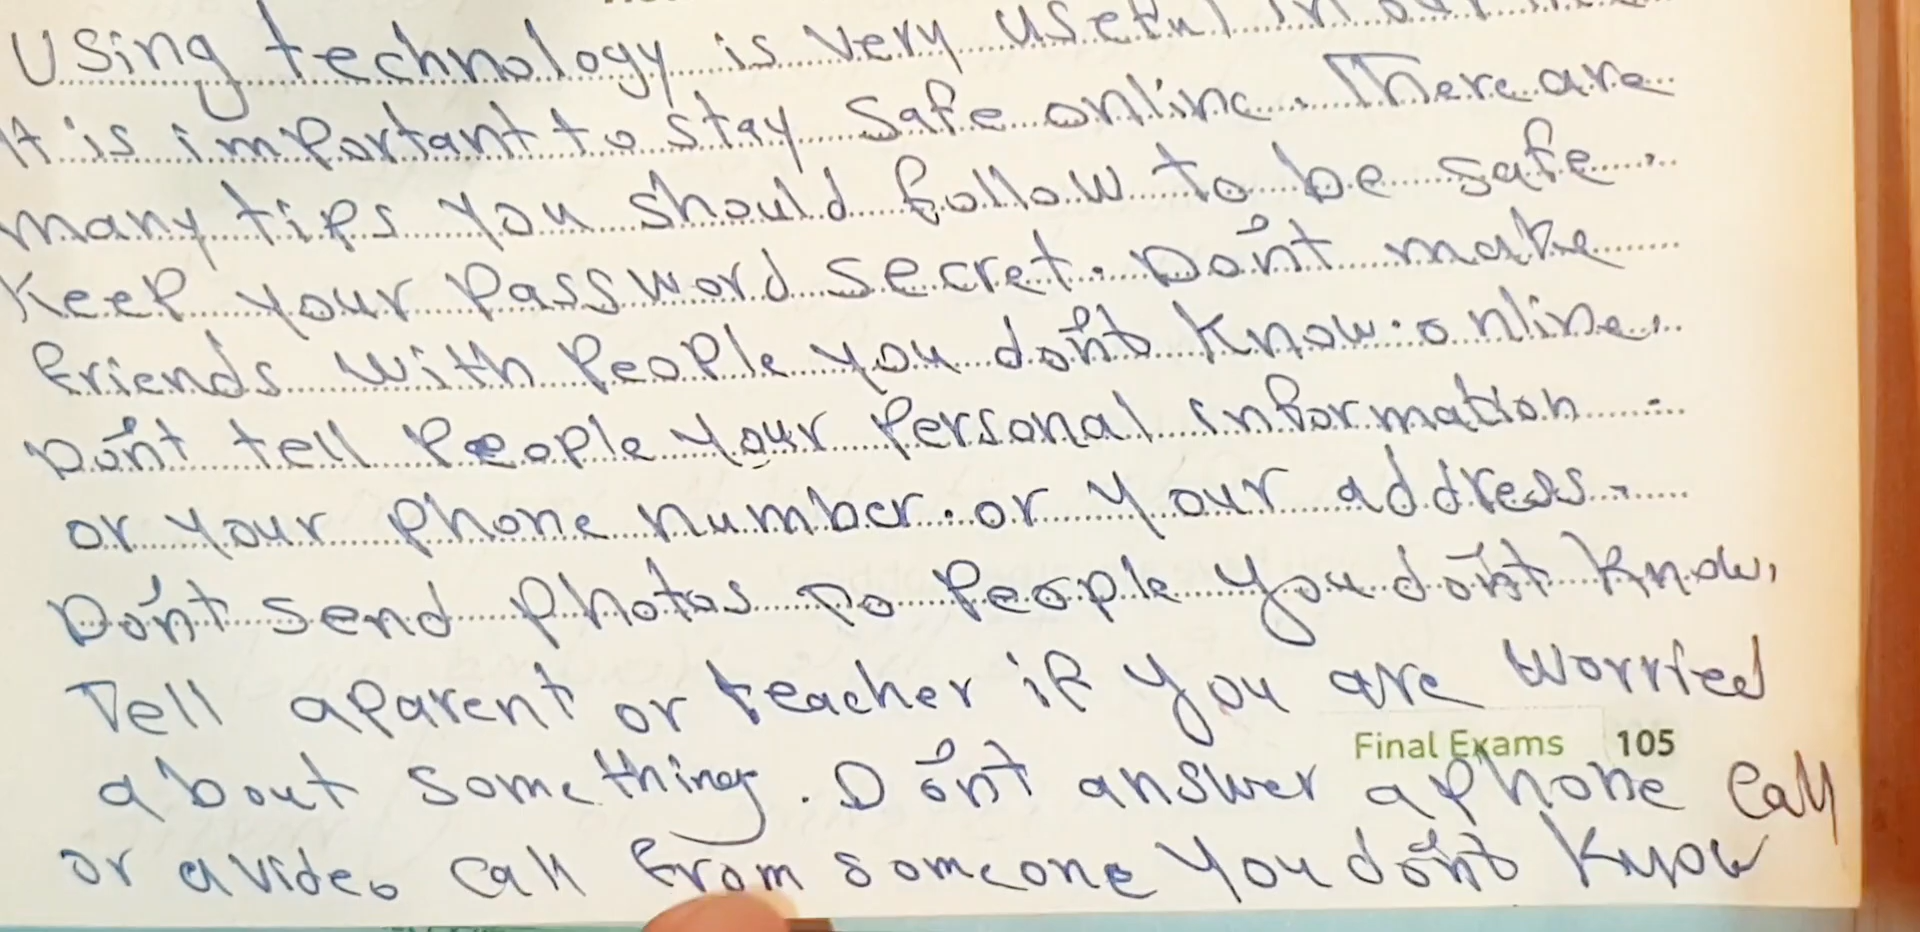 Using technology is very useful in our
It is important to stay safe online. There are
many tips you should follow to be safe.
Keep your password secret. Don't make
friends with people you don't know online.
Don't tell people your personal information
or your phone number. or your address.
Don't send photos to people you don't know.
Tell a parent or teacher if you are worried
Final Exams 105
about something. Don't answer a phone call
or a video call from someone you don't know